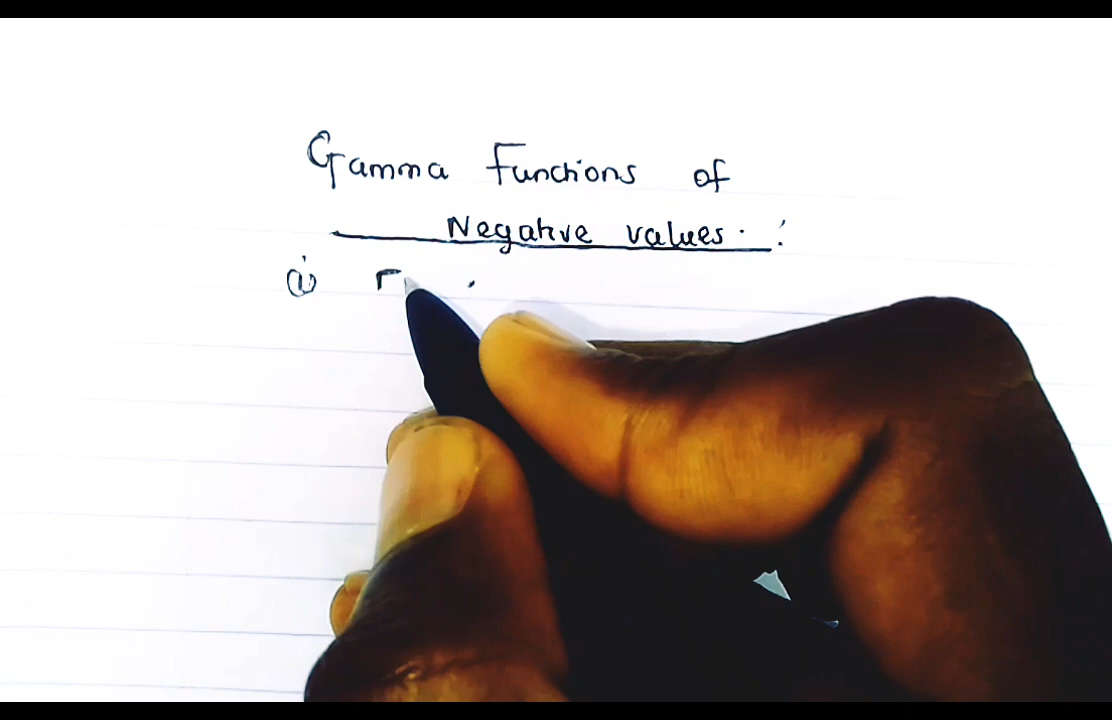 Gamma Functions of
Negative values . :
(i) Γ